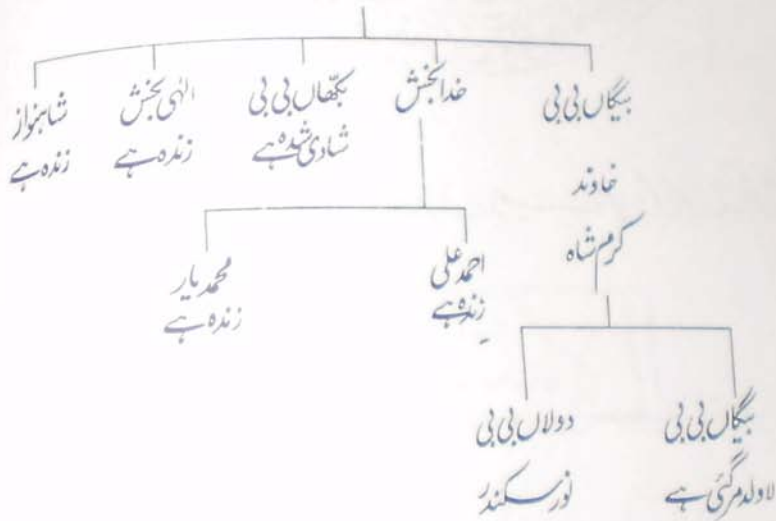 بیگاں بی بی
خاوند
کرم شاہ
خدا بخش
بکھاں بی بی
شادی شدہ ہے
الٰہی بخش
زندہ ہے
شاہنواز
زندہ ہے
احمد علی
زندہ ہے
محمد یار
زندہ ہے
بیگاں بی بی
لاولد مرگئی ہے
دولاں بی بی
نور سکندر